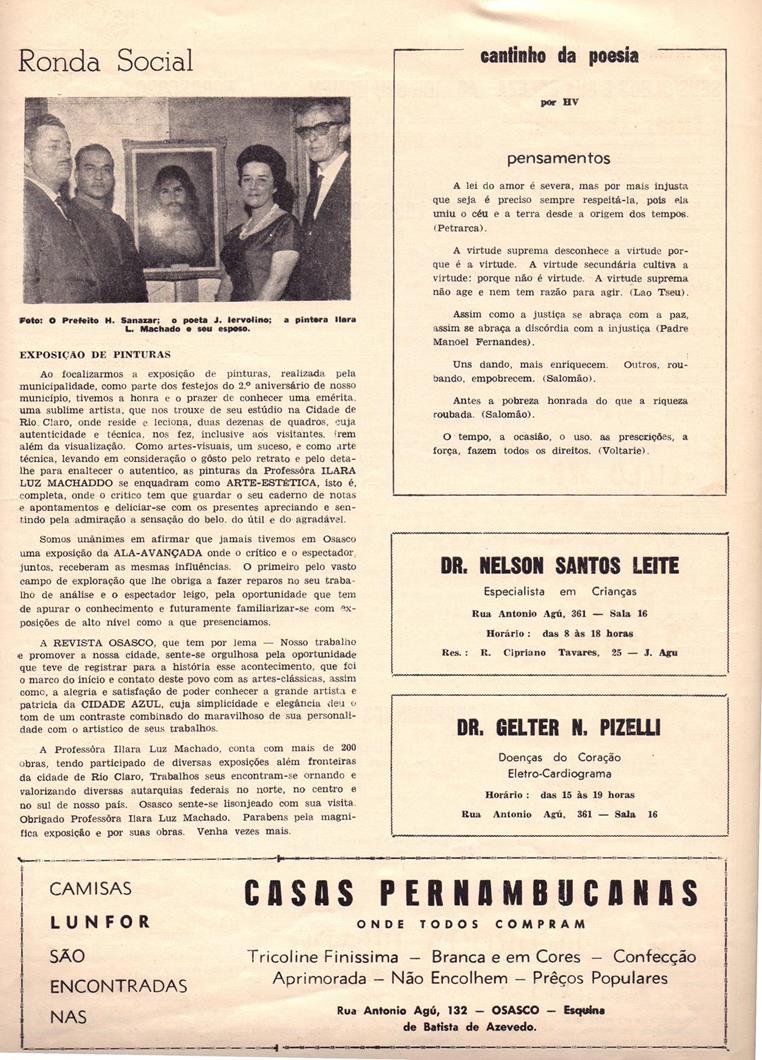 Ronda Social
Foto: O Prefeito H. Sanazar; o poeta J. Iervolino; a pintora Ilara
L. Machado e seu esposo.
EXPOSIÇÃO DE PINTURAS
Ao focalizarmos a exposição de pinturas, realizada pela
municipalidade, como parte dos festejos do 2.º aniversário de nosso
município, tivemos a honra e o prazer de conhecer uma emérita,
uma sublime artista, que nos trouxe de seu estúdio na Cidade de
Rio Claro, onde reside e leciona, duas dezenas de quadros, cuja
autenticidade e técnica, nos fez, inclusive aos visitantes, irem
além da visualização. Como artes-visuais, um suceso, e como arte
técnica, levando em consideração o gôsto pelo retrato e pelo deta-
lhe para enaltecer o autentico, as pinturas da Professôra ILARA
LUZ MACHADDO se enquadram como ARTE-ESTÉTICA, isto é,
completa, onde o crítico tem que guardar o seu caderno de notas
e apontamentos e deliciar-se com os presentes apreciando e sen-
tindo pela admiração a sensação do belo, do útil e do agradável.
Somos unânimes em afirmar que jamais tivemos em Osasco
uma exposição da ALA-AVANÇADA onde o crítico e o espectador,
juntos, receberam as mesmas influências. O primeiro pelo vasto
campo de exploração que lhe obriga a fazer reparos no seu traba-
lho de análise e o espectador leigo, pela oportunidade que tem
de apurar o conhecimento e futuramente familiarizar-se com ex-
posições de alto nível como a que presenciamos.
A REVISTA OSASCO, que tem por lema — Nosso trabalho
e promover a nossa cidade, sente-se orgulhosa pela oportunidade
que teve de registrar para a história esse acontecimento, que foi
o marco do início e contato deste povo com as artes-clássicas, assim
como, a alegria e satisfação de poder conhecer a grande artista e
patricia da CIDADE AZUL, cuja simplicidade e elegância deu o
tom de um contraste combinado do maravilhoso de sua personali-
dade com o artistico de seus trabalhos.
A Professôra Illara Luz Machado, conta com mais de 200
obras, tendo participado de diversas exposições além fronteiras
da cidade de Rio Claro, Trabalhos seus encontram-se ornando e
valorizando diversas autarquias federais no norte, no centro e
no sul de nosso país. Osasco sente-se lisonjeado com sua visita.
Obrigado Professôra Ilara Luz Machado. Parabens pela magni-
fica exposição e por suas obras. Venha vezes mais.
cantinho da poesia
por HV
pensamentos
A lei do amor é severa, mas por mais injusta
que seja é preciso sempre respeitá-la, pois ela
uniu o céu e a terra desde a origem dos tempos.
(Petrarca).
A virtude suprema desconhece a virtude por-
que é a virtude. A virtude secundária cultiva a
virtude: porque não é virtude. A virtude suprema
não age e nem tem razão para agir. (Lao Tseu).
Assim como a justiça se abraça com a paz,
assim se abraça a discórdia com a injustiça (Padre
Manoel Fernandes).
Uns dando, mais enriquecem. Outros, rou-
bando, empobrecem. (Salomão).
Antes a pobreza honrada do que a riqueza
roubada. (Salomão).
O tempo, a ocasião, o uso. as prescrições, a
força, fazem todos os direitos. (Voltarie).
DR. NELSON SANTOS LEITE
Especialista em Crianças
Rua Antonio Agú, 361 — Sala 16
Horário: das 8 às 18 horas
Res.: R. Cipriano Tavares, 25 — J. Agu
DR. GELTER N. PIZELLI
Doenças do Coração
Eletro-Cardiograma
Horário: das 15 às 19 horas
Rua Antonio Agú, 361 — Sala 16
CAMISAS
LUNFOR
SÃO
ENCONTRADAS
NAS
CASAS PERNAMBUCANAS
ONDE TODOS COMPRAM
Tricoline Finissima — Branca e em Cores — Confecção
Aprimorada — Não Encolhem — Prêços Populares
Rua Antonio Agú, 132 — OSASCO — Esquina
de Batista de Azevedo.